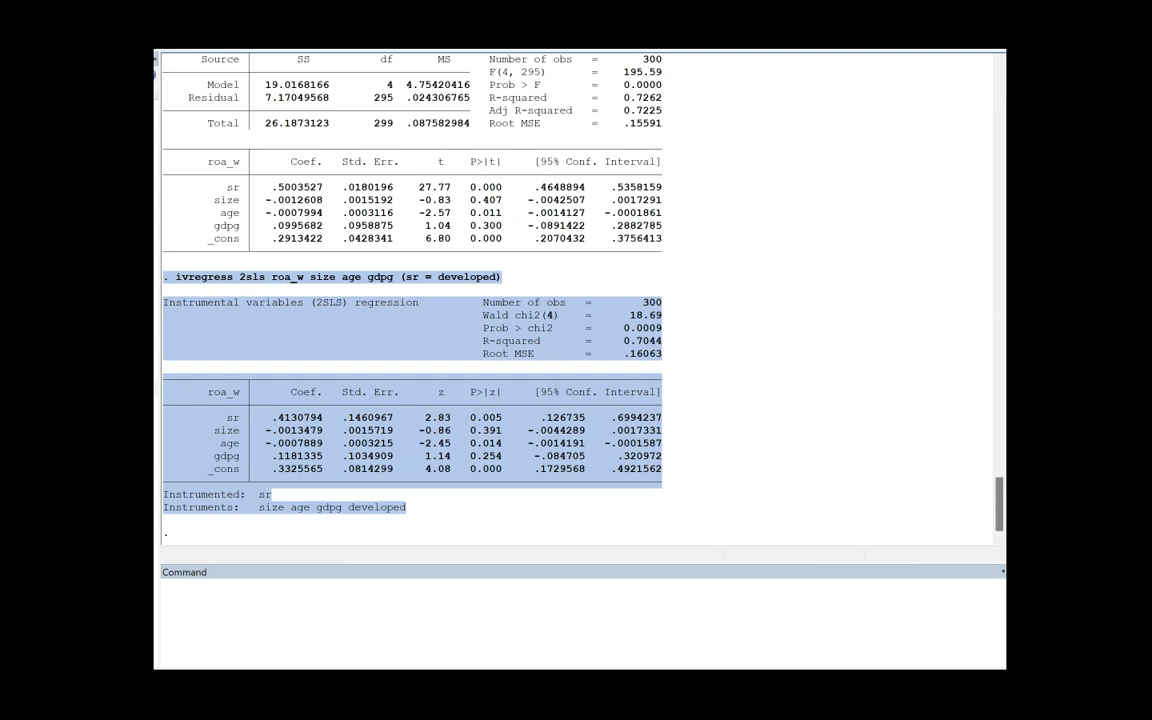 Source SS df MS Number of obs = 300
F(4, 295) = 195.59
Model 19.0168166 4 4.75420416 Prob > F = 0.0000
Residual 7.17049568 295 .024306765 R-squared = 0.7262
Adj R-squared = 0.7225
Total 26.1873123 299 .087582984 Root MSE = .15591
roa_w Coef. Std. Err. t P>|t| [95% Conf. Interval]
sr .5003527 .0180196 27.77 0.000 .4648894 .5358159
size -.0012608 .0015192 -0.83 0.407 -.0042507 .0017291
age -.0007994 .0003116 -2.57 0.011 -.0014127 -.0001861
gdpg .0995682 .0958875 1.04 0.300 -.0891422 .2882785
_cons .2913422 .0428341 6.80 0.000 .2070432 .3756413
. ivregress 2sls roa_w size age gdpg (sr = developed)
Instrumental variables (2SLS) regression Number of obs = 300
Wald chi2(4) = 18.69
Prob > chi2 = 0.0009
R-squared = 0.7044
Root MSE = .16063
roa_w Coef. Std. Err. z P>|z| [95% Conf. Interval]
sr .4130794 .1460967 2.83 0.005 .126735 .6994237
size -.0013479 .0015719 -0.86 0.391 -.0044289 .0017331
age -.0007889 .0003215 -2.45 0.014 -.0014191 -.0001587
gdpg .1181335 .1034909 1.14 0.254 -.084705 .320972
_cons .3325565 .0814299 4.08 0.000 .1729568 .4921562
Instrumented: sr
Instruments: size age gdpg developed
.
Command